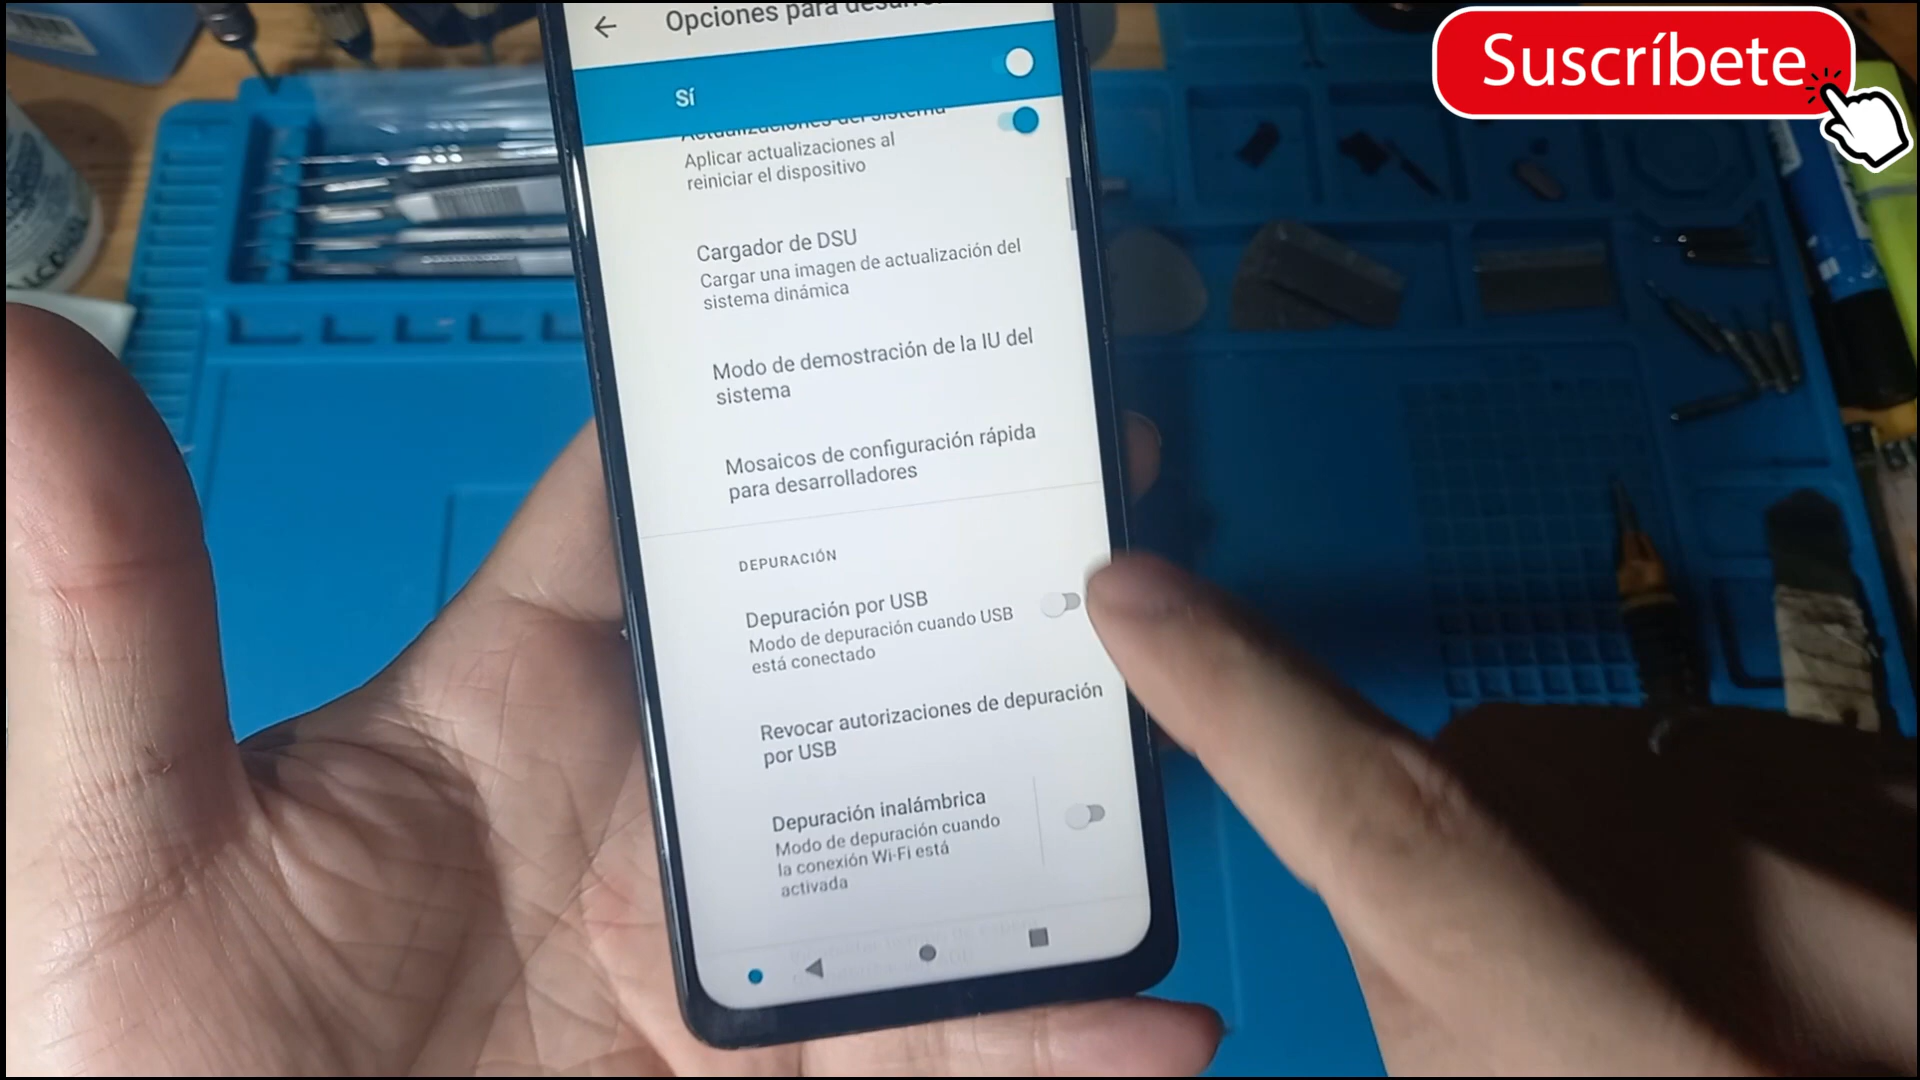 Opciones para
Suscríbete
Sí
Actualizaciones del sistema
Aplicar actualizaciones al
reiniciar el dispositivo
Cargador de DSU
Cargar una imagen de actualización del
sistema dinámica
Modo de demostración de la IU del
sistema
Mosaicos de configuración rápida
para desarrolladores
DEPURACIÓN
Depuración por USB
Modo de depuración cuando USB
está conectado
Revocar autorizaciones de depuración
por USB
Depuración inalámbrica
Modo de depuración cuando
la conexión Wi-Fi está
activada